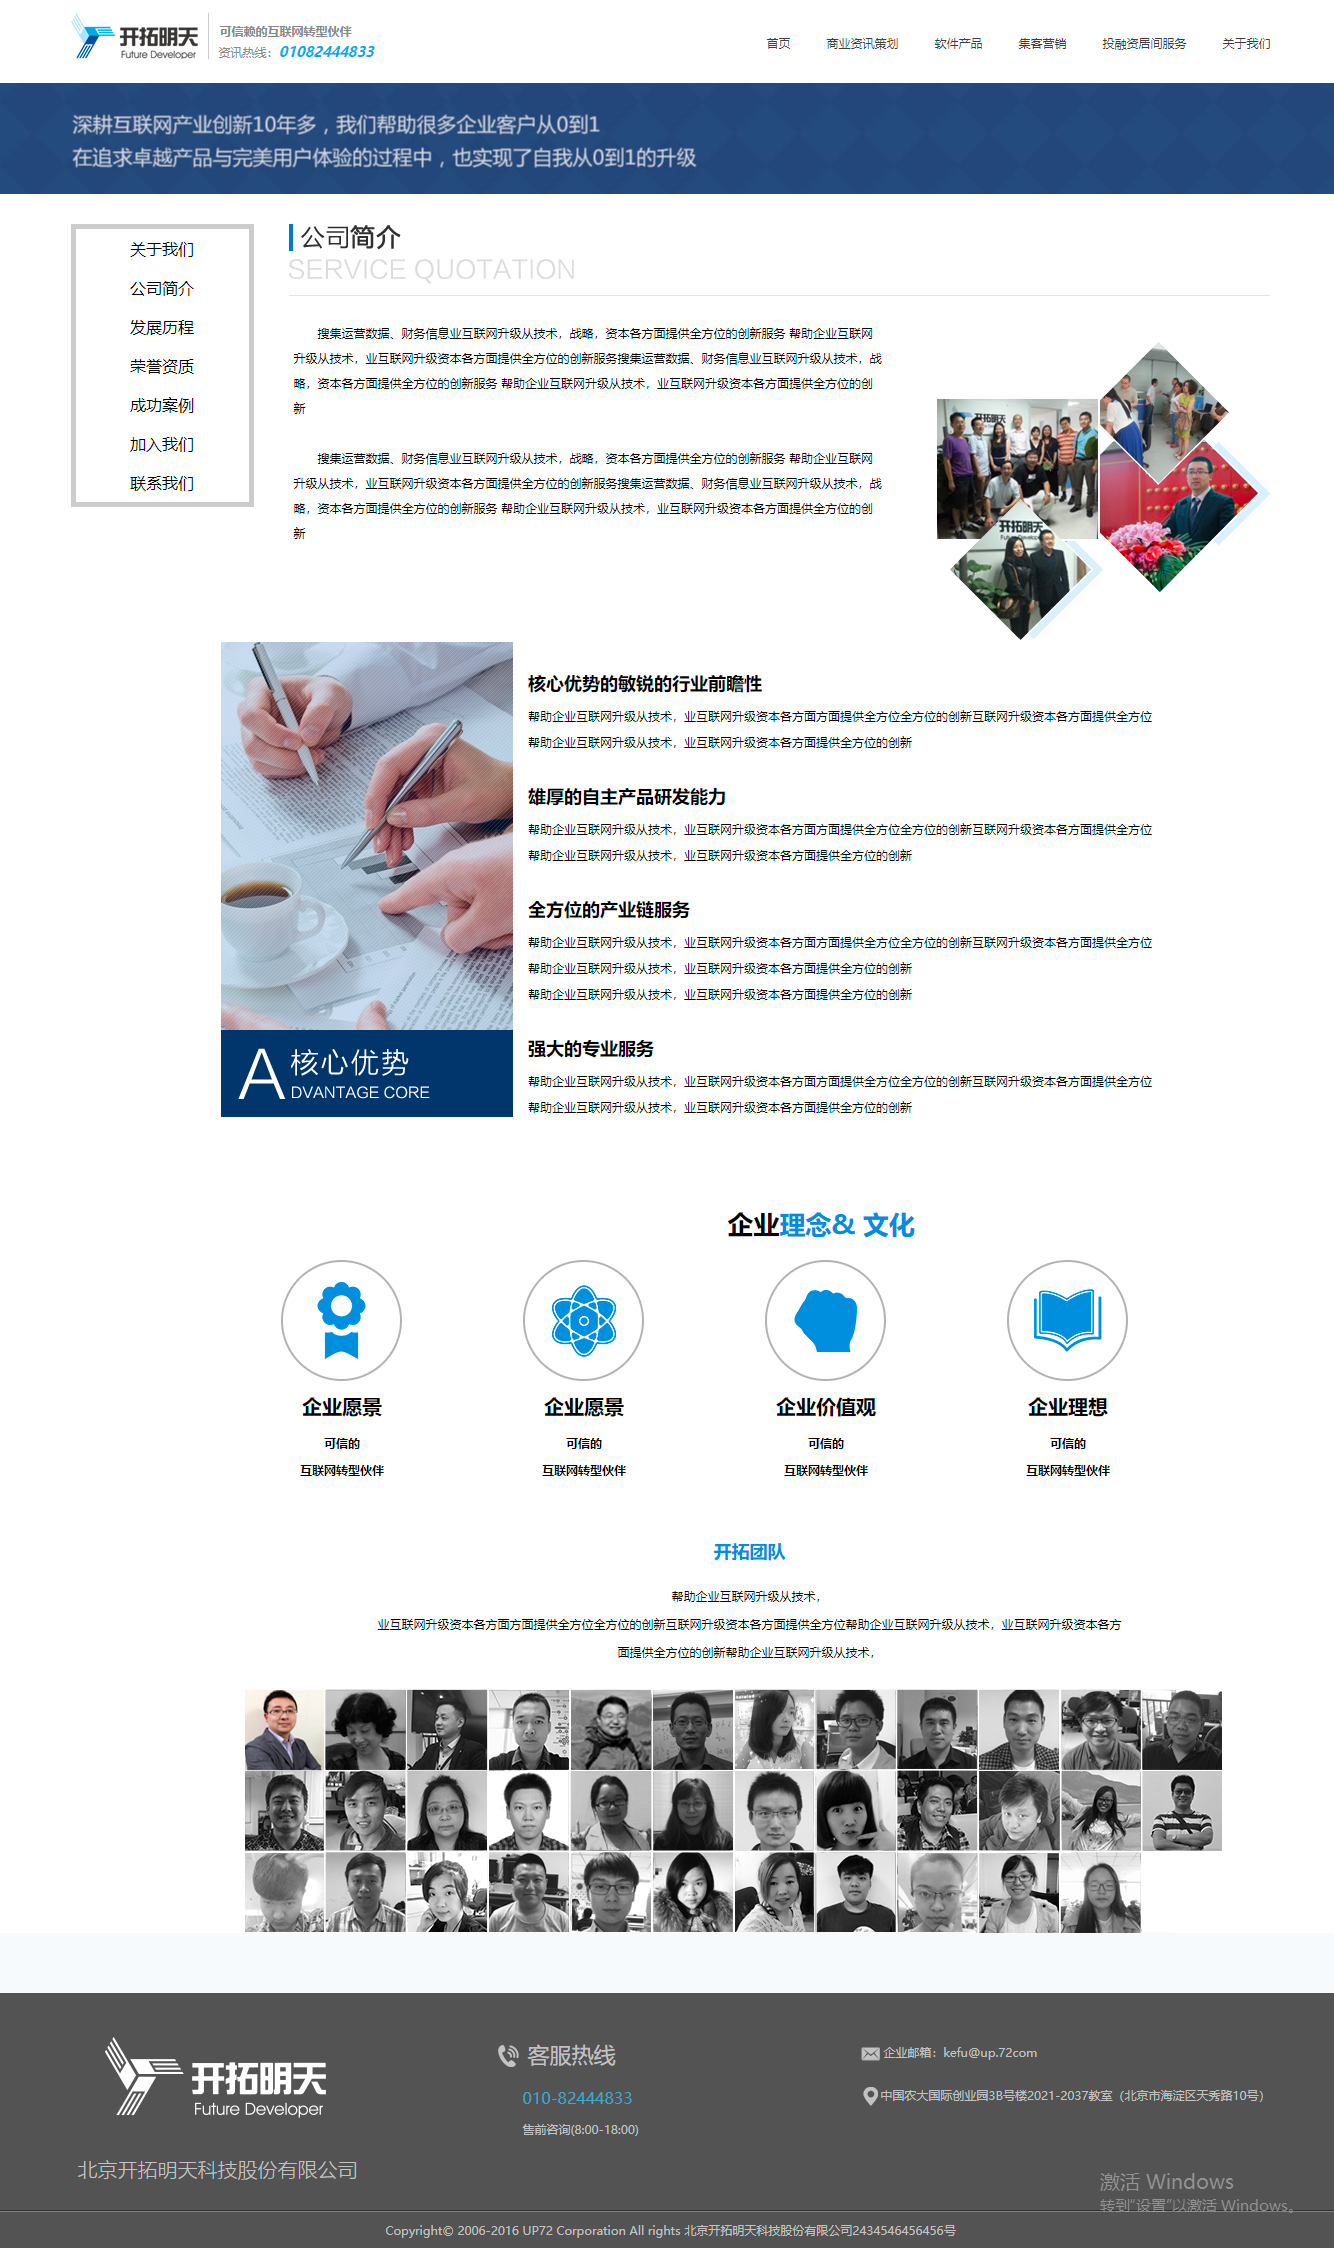 开拓明天
Future Developer
可信赖的互联网转型伙伴
资讯热线：01082444833
首页
商业资讯策划
软件产品
集客营销
投融资居间服务
关于我们
深耕互联网产业创新10年多，我们帮助很多企业客户从0到1
在追求卓越产品与完美用户体验的过程中，也实现了自我从0到1的升级
关于我们
公司简介
发展历程
荣誉资质
成功案例
加入我们
联系我们
公司简介
SERVICE QUOTATION
搜集运营数据、财务信息业互联网升级从技术，战略，资本各方面提供全方位的创新服务 帮助企业互联网
升级从技术，业互联网升级资本各方面提供全方位的创新服务搜集运营数据、财务信息业互联网升级从技术，战
略，资本各方面提供全方位的创新服务 帮助企业互联网升级从技术，业互联网升级资本各方面提供全方位的创
新
搜集运营数据、财务信息业互联网升级从技术，战略，资本各方面提供全方位的创新服务 帮助企业互联网
升级从技术，业互联网升级资本各方面提供全方位的创新服务搜集运营数据、财务信息业互联网升级从技术，战
略，资本各方面提供全方位的创新服务 帮助企业互联网升级从技术，业互联网升级资本各方面提供全方位的创
新
开拓明天
开拓明天
Future Developer
核心优势的敏锐的行业前瞻性
帮助企业互联网升级从技术，业互联网升级资本各方面方面提供全方位全方位的创新互联网升级资本各方面提供全方位
帮助企业互联网升级从技术，业互联网升级资本各方面提供全方位的创新
雄厚的自主产品研发能力
帮助企业互联网升级从技术，业互联网升级资本各方面方面提供全方位全方位的创新互联网升级资本各方面提供全方位
帮助企业互联网升级从技术，业互联网升级资本各方面提供全方位的创新
全方位的产业链服务
帮助企业互联网升级从技术，业互联网升级资本各方面方面提供全方位全方位的创新互联网升级资本各方面提供全方位
帮助企业互联网升级从技术，业互联网升级资本各方面提供全方位的创新
帮助企业互联网升级从技术，业互联网升级资本各方面提供全方位的创新
强大的专业服务
帮助企业互联网升级从技术，业互联网升级资本各方面方面提供全方位全方位的创新互联网升级资本各方面提供全方位
帮助企业互联网升级从技术，业互联网升级资本各方面提供全方位的创新
A 核心优势
DVANTAGE CORE
企业理念& 文化
企业愿景
可信的
互联网转型伙伴
企业愿景
可信的
互联网转型伙伴
企业价值观
可信的
互联网转型伙伴
企业理想
可信的
互联网转型伙伴
开拓团队
帮助企业互联网升级从技术，
业互联网升级资本各方面方面提供全方位全方位的创新互联网升级资本各方面提供全方位帮助企业互联网升级从技术，业互联网升级资本各方
面提供全方位的创新帮助企业互联网升级从技术，
开拓明天
Future Developer
北京开拓明天科技股份有限公司
客服热线
010-82444833
售前咨询(8:00-18:00)
企业邮箱：kefu@up.72com
中国农大国际创业园3B号楼2021-2037教室（北京市海淀区天秀路10号）
激活 Windows
转到“设置”以激活 Windows。
Copyright© 2006-2016 UP72 Corporation All rights 北京开拓明天科技股份有限公司2434546456456号